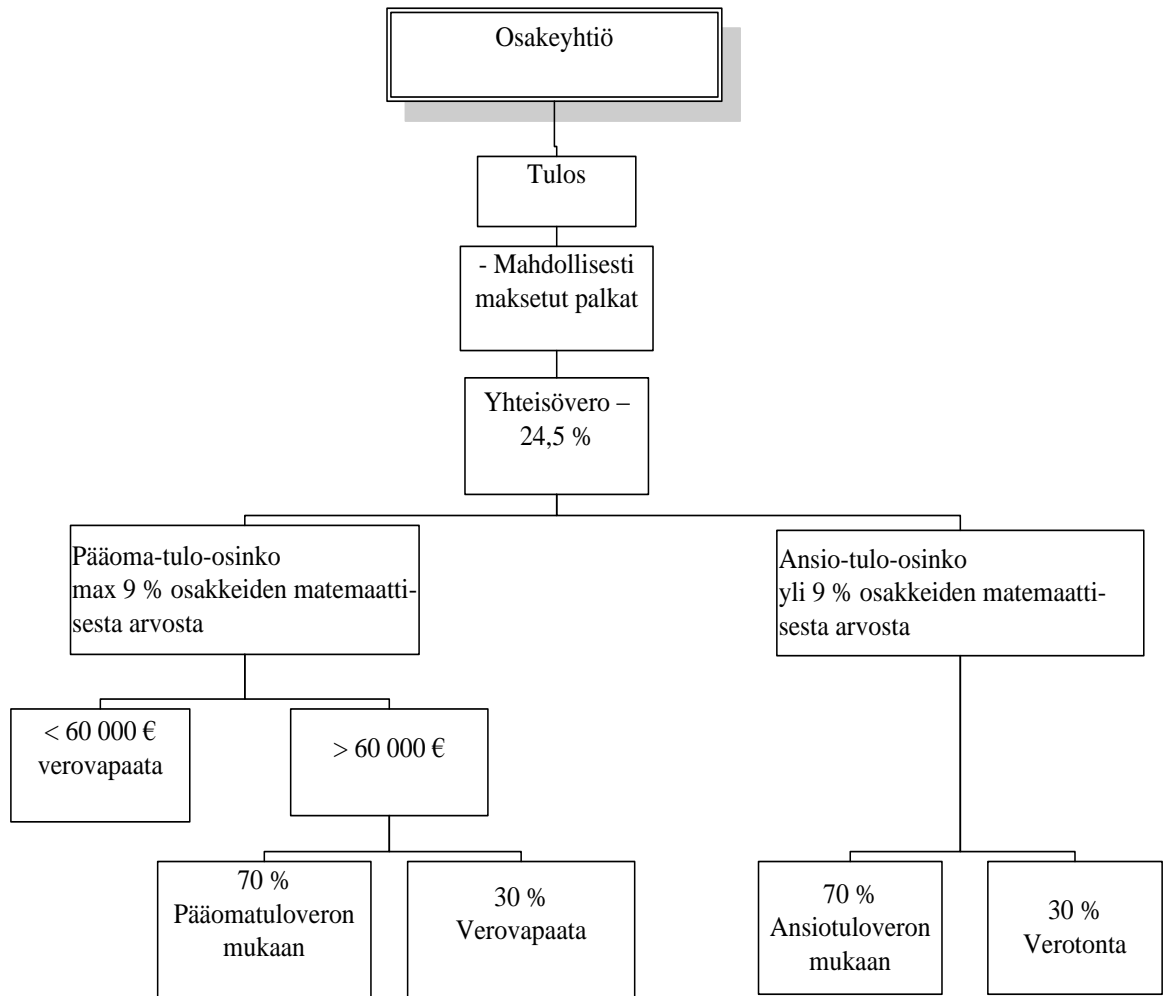 Osakeyhtiö
Tulos
- Mahdollisesti
maksetut palkat
Yhteisövero –
24,5 %
Pääoma-tulo-osinko
max 9 % osakkeiden matemaatti-
sesta arvosta
Ansio-tulo-osinko
yli 9 % osakkeiden matemaatti-
sesta arvosta
< 60 000 €
verovapaata
> 60 000 €
70 %
Pääomatuloveron
mukaan
30 %
Verovapaata
70 %
Ansiotuloveron
mukaan
30 %
Verotonta